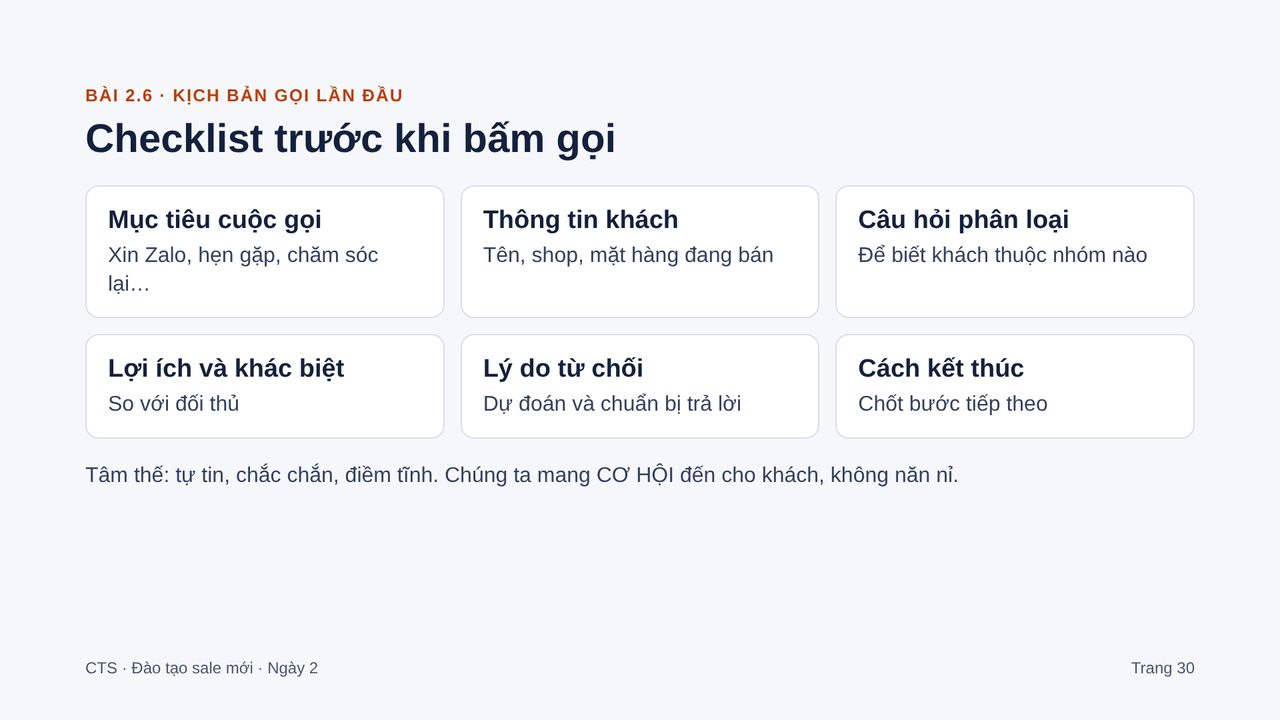 BÀI 2.6 · KỊCH BẢN GỌI LẦN ĐẦU
Checklist trước khi bấm gọi
Mục tiêu cuộc gọi
Xin Zalo, hẹn gặp, chăm sóc
lại…
Thông tin khách
Tên, shop, mặt hàng đang bán
Câu hỏi phân loại
Để biết khách thuộc nhóm nào
Lợi ích và khác biệt
So với đối thủ
Lý do từ chối
Dự đoán và chuẩn bị trả lời
Cách kết thúc
Chốt bước tiếp theo
Tâm thế: tự tin, chắc chắn, điềm tĩnh. Chúng ta mang CƠ HỘI đến cho khách, không năn nỉ.
CTS · Đào tạo sale mới · Ngày 2
Trang 30